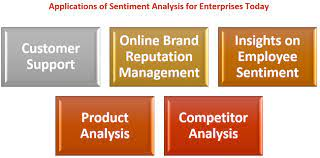 Applications of Sentiment Analysis for Enterprises Today
Customer
Support
Online Brand
Reputation
Management
Insights on
Employee
Sentiment
Product
Analysis
Competitor
Analysis